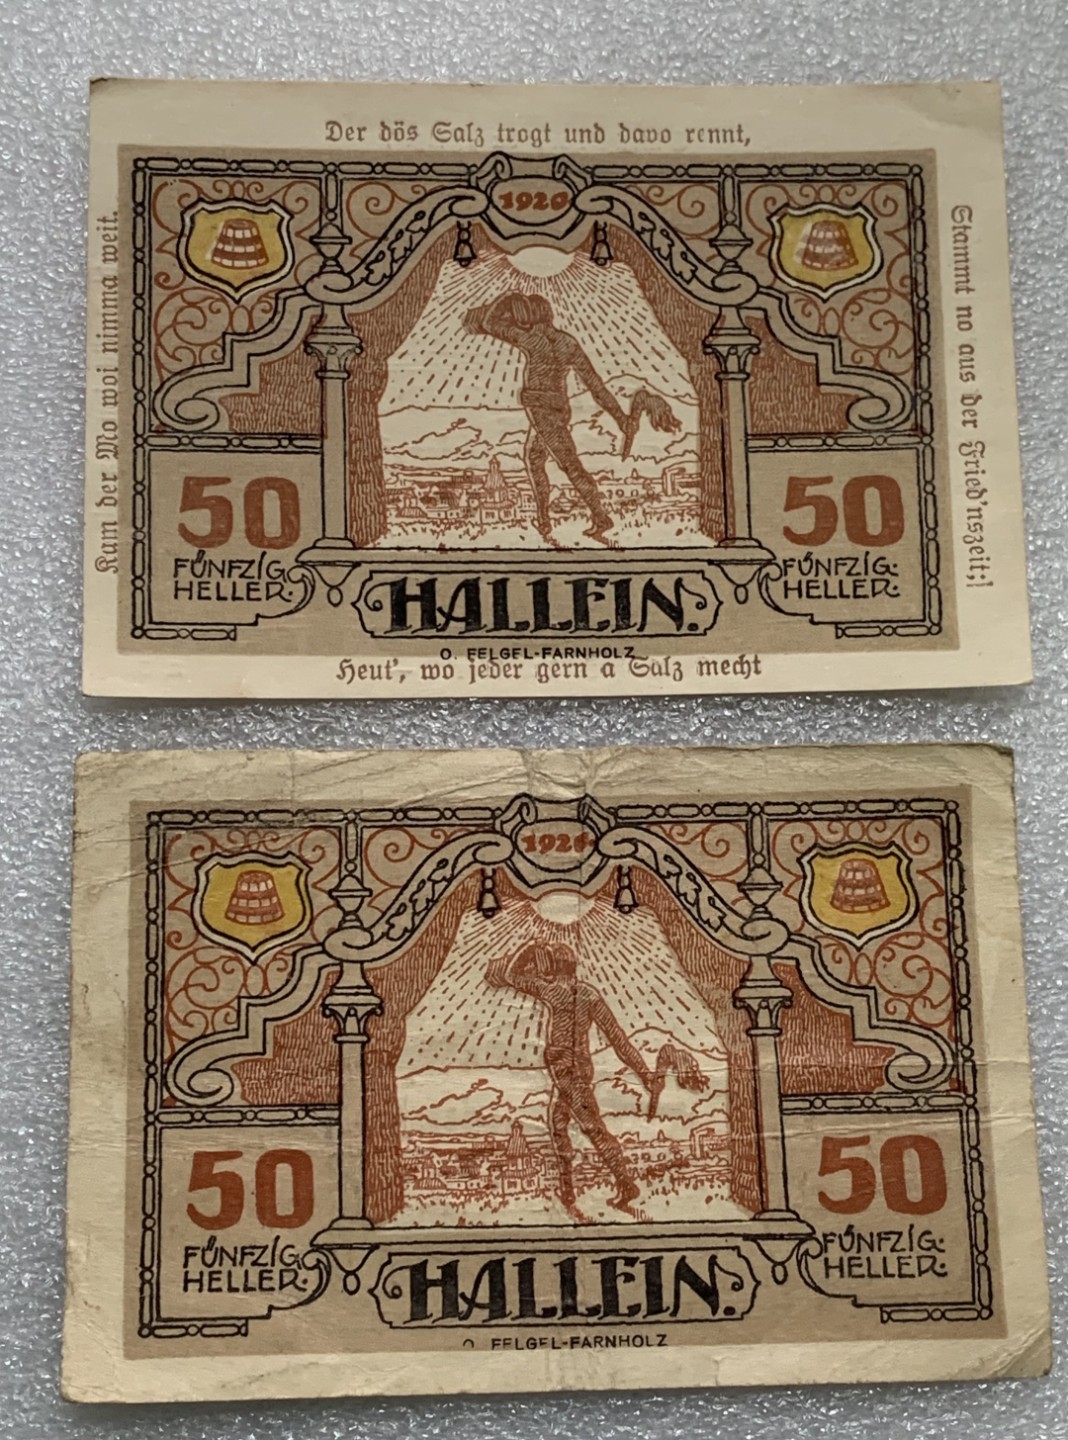 Der dös Salz trogt und davo rennt,
Stammt no aus der Fried'nszeit;!
Heut', wo jeder gern a Salz mecht
Kam der Mo woi nimma weit.
1920
50
FÜNFZIG
HELLER.
50
FÜNFZIG:
HELLER:
HALLEIN.
O. FELGEL-FARNHOLZ
1920
50
FÜNFZIG
HELLER.
50
FÜNFZIG:
HELLER:
HALLEIN.
O. FELGEL-FARNHOLZ